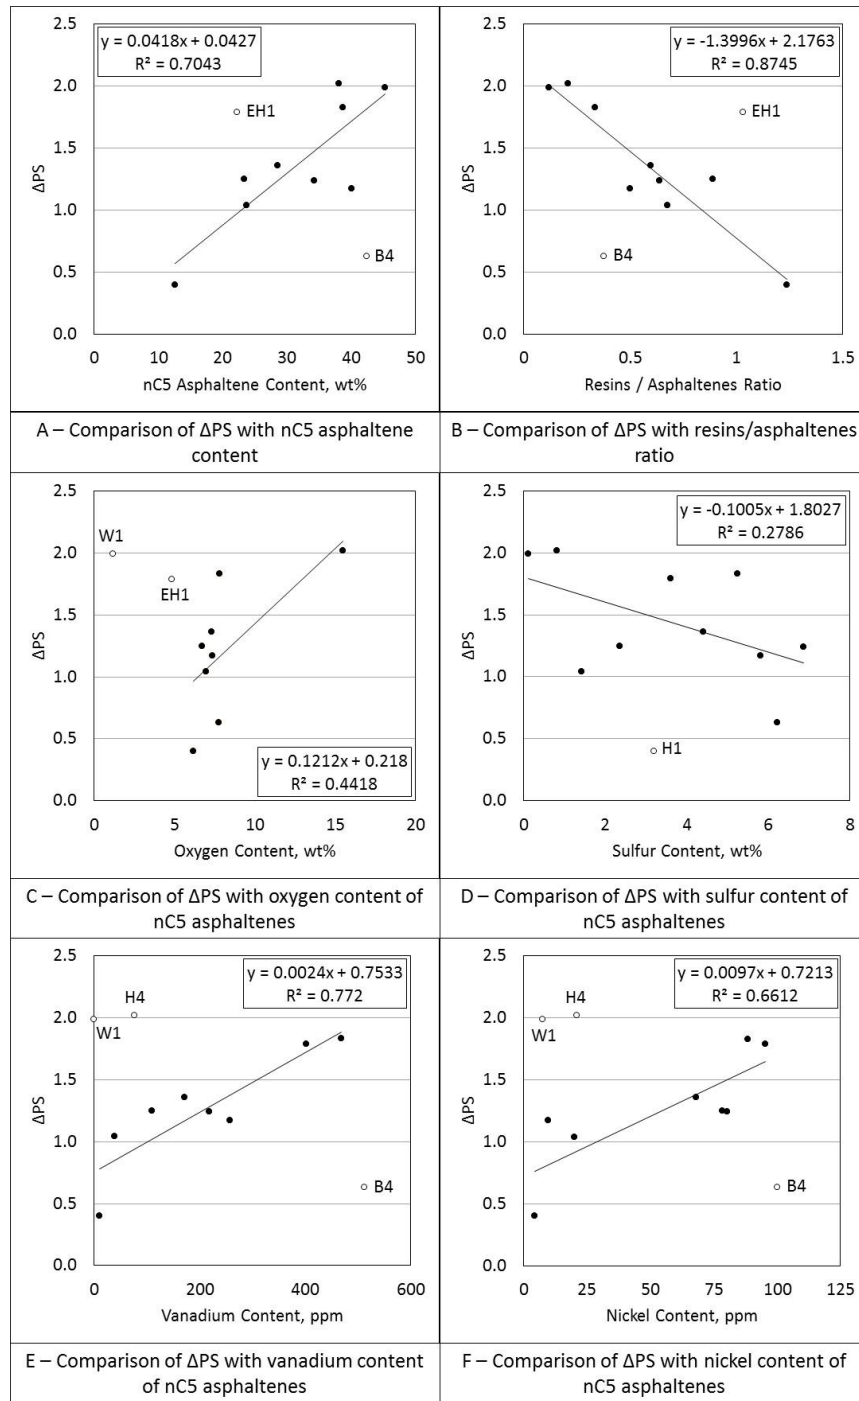 2.5
2.0
1.5
1.0
0.5
0.0
ΔPS
y = 0.0418x + 0.0427
R² = 0.7043
EH1
B4
0 10 20 30 40 50
nC5 Asphaltene Content, wt%
A – Comparison of ΔPS with nC5 asphaltene
content
2.5
2.0
1.5
1.0
0.5
0.0
ΔPS
y = -1.3996x + 2.1763
R² = 0.8745
EH1
B4
0 0.5 1 1.5
Resins / Asphaltenes Ratio
B – Comparison of ΔPS with resins/asphaltenes
ratio
2.5
2.0
1.5
1.0
0.5
0.0
ΔPS
W1
EH1
y = 0.1212x + 0.218
R² = 0.4418
0 5 10 15 20
Oxygen Content, wt%
C – Comparison of ΔPS with oxygen content of
nC5 asphaltenes
2.5
2.0
1.5
1.0
0.5
0.0
ΔPS
y = -0.1005x + 1.8027
R² = 0.2786
H1
0 2 4 6 8
Sulfur Content, wt%
D – Comparison of ΔPS with sulfur content of
nC5 asphaltenes
2.5
2.0
1.5
1.0
0.5
0.0
ΔPS
y = 0.0024x + 0.7533
R² = 0.772
H4
W1
B4
0 200 400 600
Vanadium Content, ppm
E – Comparison of ΔPS with vanadium content
of nC5 asphaltenes
2.5
2.0
1.5
1.0
0.5
0.0
ΔPS
y = 0.0097x + 0.7213
R² = 0.6612
H4
W1
B4
0 25 50 75 100 125
Nickel Content, ppm
F – Comparison of ΔPS with nickel content of
nC5 asphaltenes